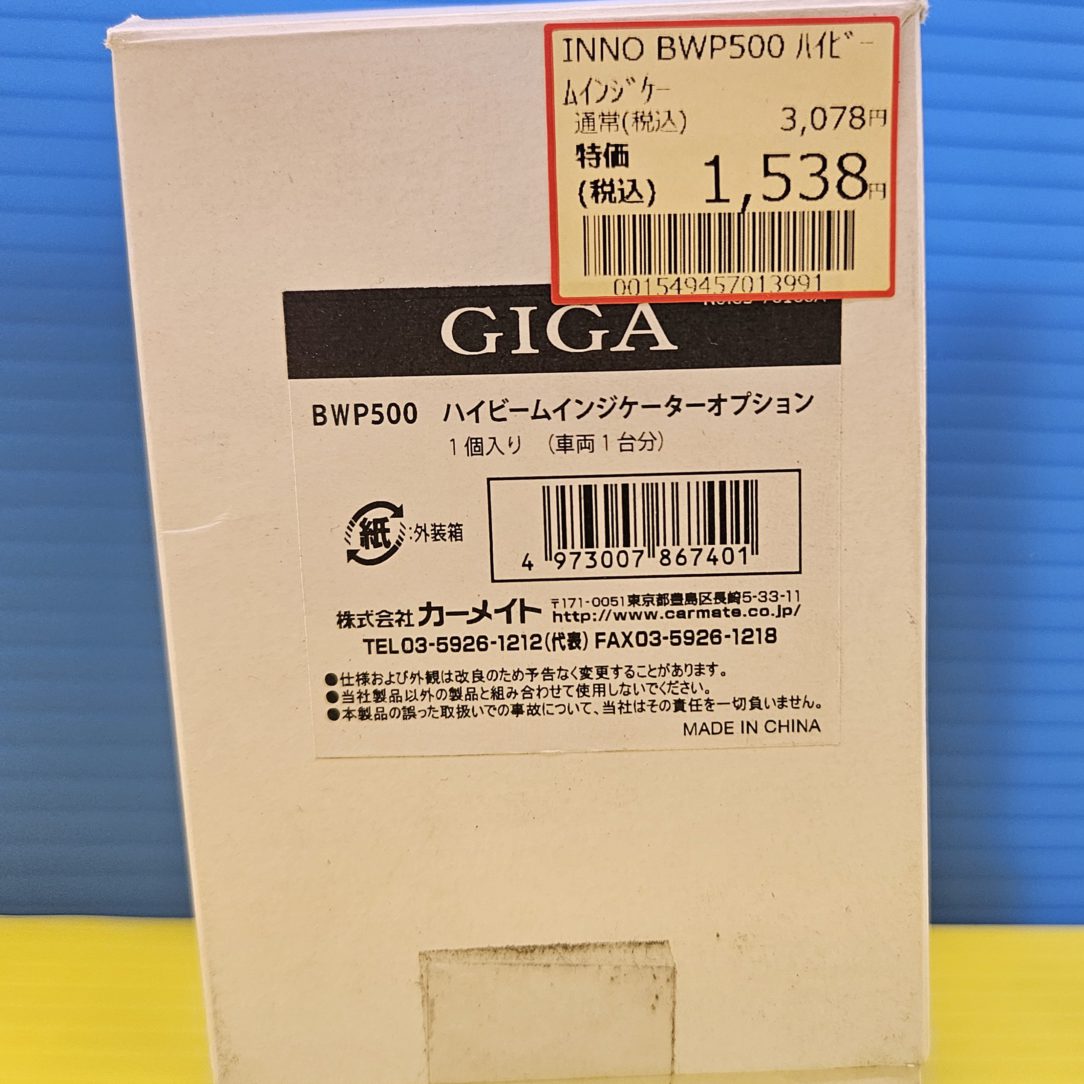 INNO BWP500 ﾊｲﾋﾞｰ
ﾑｲﾝｼﾞｹｰ
通常(税込) 3,078円
特価
(税込) 1,538円
001549457013991
GIGA
BWP500 ハイビームインジケーターオプション
1個入り (車両1台分)
紙:外装箱
4 973007 867401
株式会社 カーメイト 〒171-0051 東京都豊島区長崎5-33-11
http://www.carmate.co.jp/
TEL03-5926-1212(代表) FAX03-5926-1218
●仕様および外観は改良のため予告なく変更することがあります。
●当社製品以外の製品と組み合わせて使用しないでください。
●本製品の誤った取扱いでの事故について、当社はその責任を一切負いません。
MADE IN CHINA